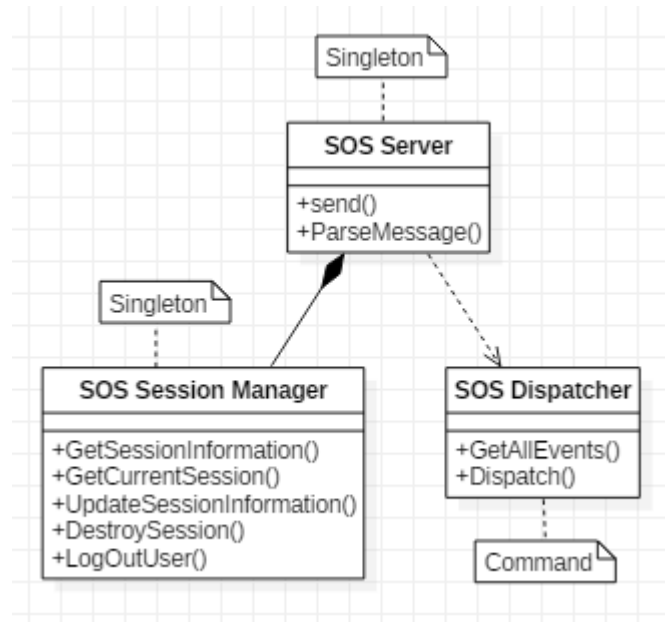 Singleton
SOS Server
+send()
+ParseMessage()
Singleton
SOS Session Manager
+GetSessionInformation()
+GetCurrentSession()
+UpdateSessionInformation()
+DestroySession()
+LogOutUser()
SOS Dispatcher
+GetAllEvents()
+Dispatch()
Command